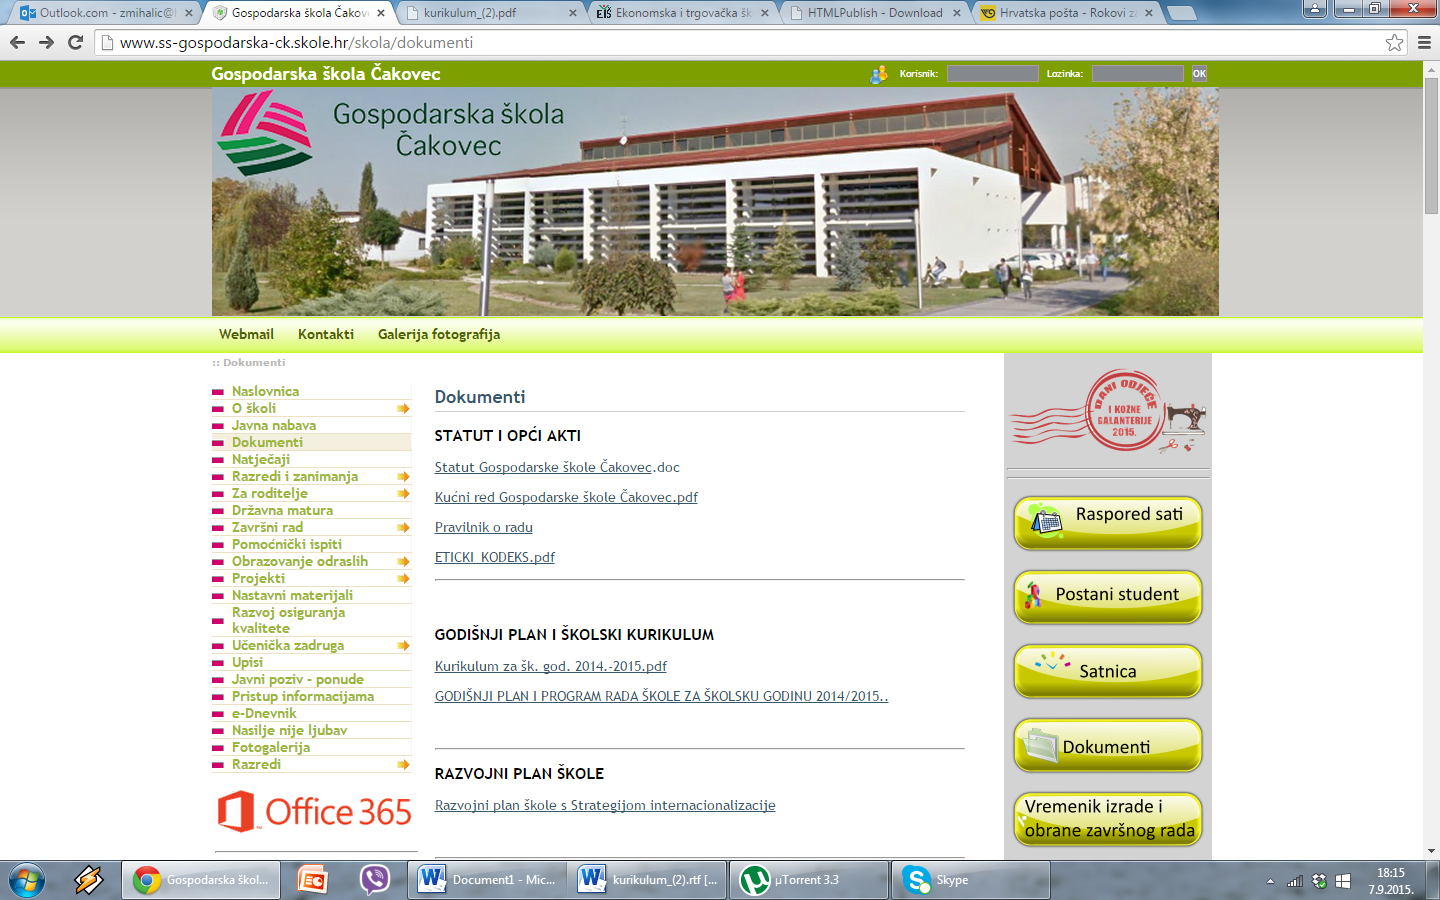 Outlook.com - zmihalic@
Gospodarska škola Čakov
kurikulum_(2).pdf
Ekonomska i trgovačka šk
HTMLPublish - Download
Hrvatska pošta - Rokovi z
www.ss-gospodarska-ck.skole.hr/skola/dokumenti
Gospodarska škola Čakovec
Korisnik:
Lozinka:
OK
Gospodarska škola
Čakovec
Webmail
Kontakti
Galerija fotografija
:: Dokumenti
Naslovnica
O školi
Javna nabava
Dokumenti
Natječaji
Razredi i zanimanja
Za roditelje
Državna matura
Završni rad
Pomoćnički ispiti
Obrazovanje odraslih
Projekti
Nastavni materijali
Razvoj osiguranja
kvalitete
Učenička zadruga
Upisi
Javni poziv - ponude
Pristup informacijama
e-Dnevnik
Nasilje nije ljubav
Fotogalerija
Razredi
Office 365
Dokumenti
STATUT I OPĆI AKTI
Statut Gospodarske škole Čakovec.doc
Kućni red Gospodarske škole Čakovec.pdf
Pravilnik o radu
ETICKI_KODEKS.pdf
GODIŠNJI PLAN I ŠKOLSKI KURIKULUM
Kurikulum za šk. god. 2014.-2015.pdf
GODIŠNJI PLAN I PROGRAM RADA ŠKOLE ZA ŠKOLSKU GODINU 2014/2015..
RAZVOJNI PLAN ŠKOLE
Razvojni plan škole s Strategijom internacionalizacije
DANI ODJEĆE
I KOŽNE
GALANTERIJE
2015.
Raspored sati
Postani student
Satnica
Dokumenti
Vremenik izrade i
obrane završnog rada
Gospodarska škol...
Document1 - Mic...
kurikulum_(2).rtf [...
µTorrent 3.3
Skype
18:15
7.9.2015.